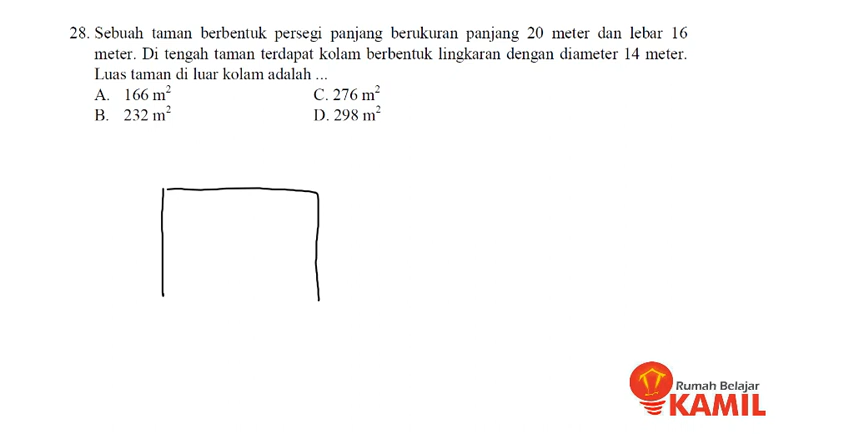 28. Sebuah taman berbentuk persegi panjang berukuran panjang 20 meter dan lebar 16
meter. Di tengah taman terdapat kolam berbentuk lingkaran dengan diameter 14 meter.
Luas taman di luar kolam adalah ...
A. 166 m² C. 276 m²
B. 232 m² D. 298 m²
Rumah Belajar
KAMIL